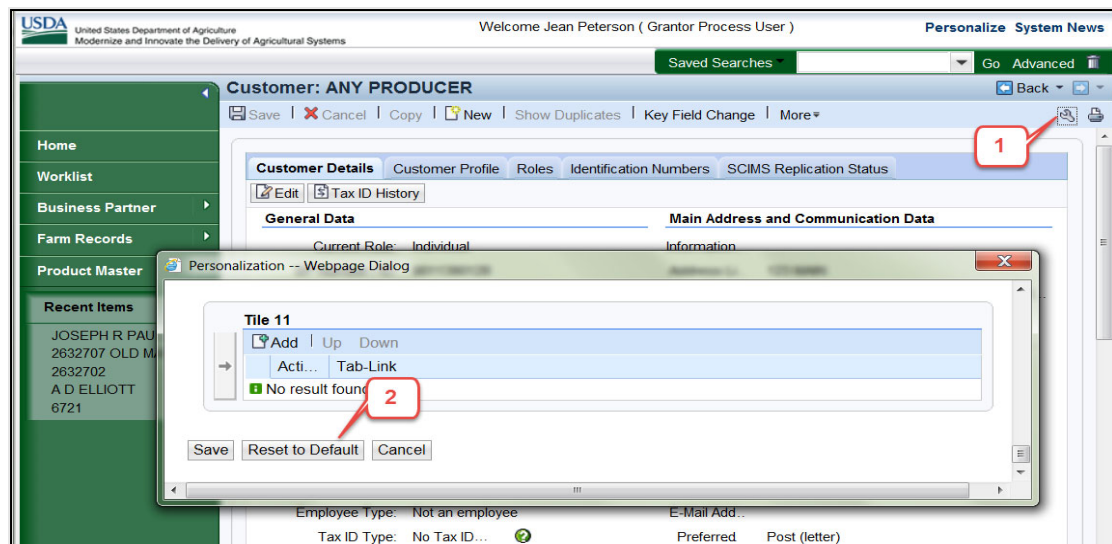 USDA
United States Department of Agriculture
Modernize and Innovate the Delivery of Agricultural Systems
Welcome Jean Peterson ( Grantor Process User )
Personalize System News
Saved Searches
Go Advanced
Customer: ANY PRODUCER
Back
Save Cancel Copy New Show Duplicates Key Field Change More
1
Home
Worklist
Business Partner
Farm Records
Product Master
Recent Items
JOSEPH R PAU
2632707 OLD MA
2632702
A D ELLIOTT
6721
Customer Details Customer Profile Roles Identification Numbers SCIMS Replication Status
Edit Tax ID History
General Data
Main Address and Communication Data
Current Role: Individual
Information
Personalization -- Webpage Dialog
X
Tile 11
Add Up Down
Acti... Tab-Link
No result found
2
Save Reset to Default Cancel
Employee Type: Not an employee
E-Mail Add..
Tax ID Type: No Tax ID...
Preferred Post (letter)